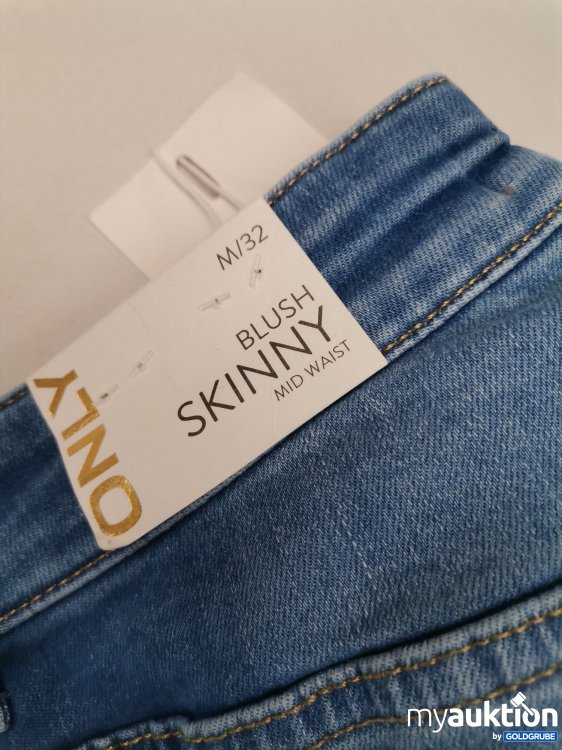 M/32
BLUSH
SKINNY
MID WAIST
ONLY
myauktion
by GOLDGRUBE